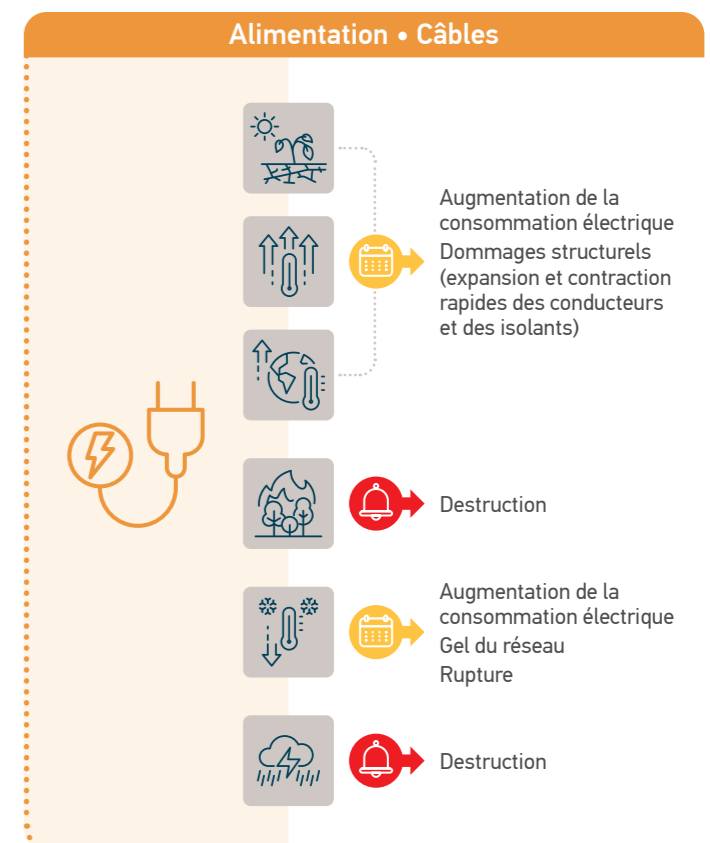 Alimentation • Câbles
Augmentation de la
consommation électrique
Dommages structurels
(expansion et contraction
rapides des conducteurs
et des isolants)
Destruction
Augmentation de la
consommation électrique
Gel du réseau
Rupture
Destruction